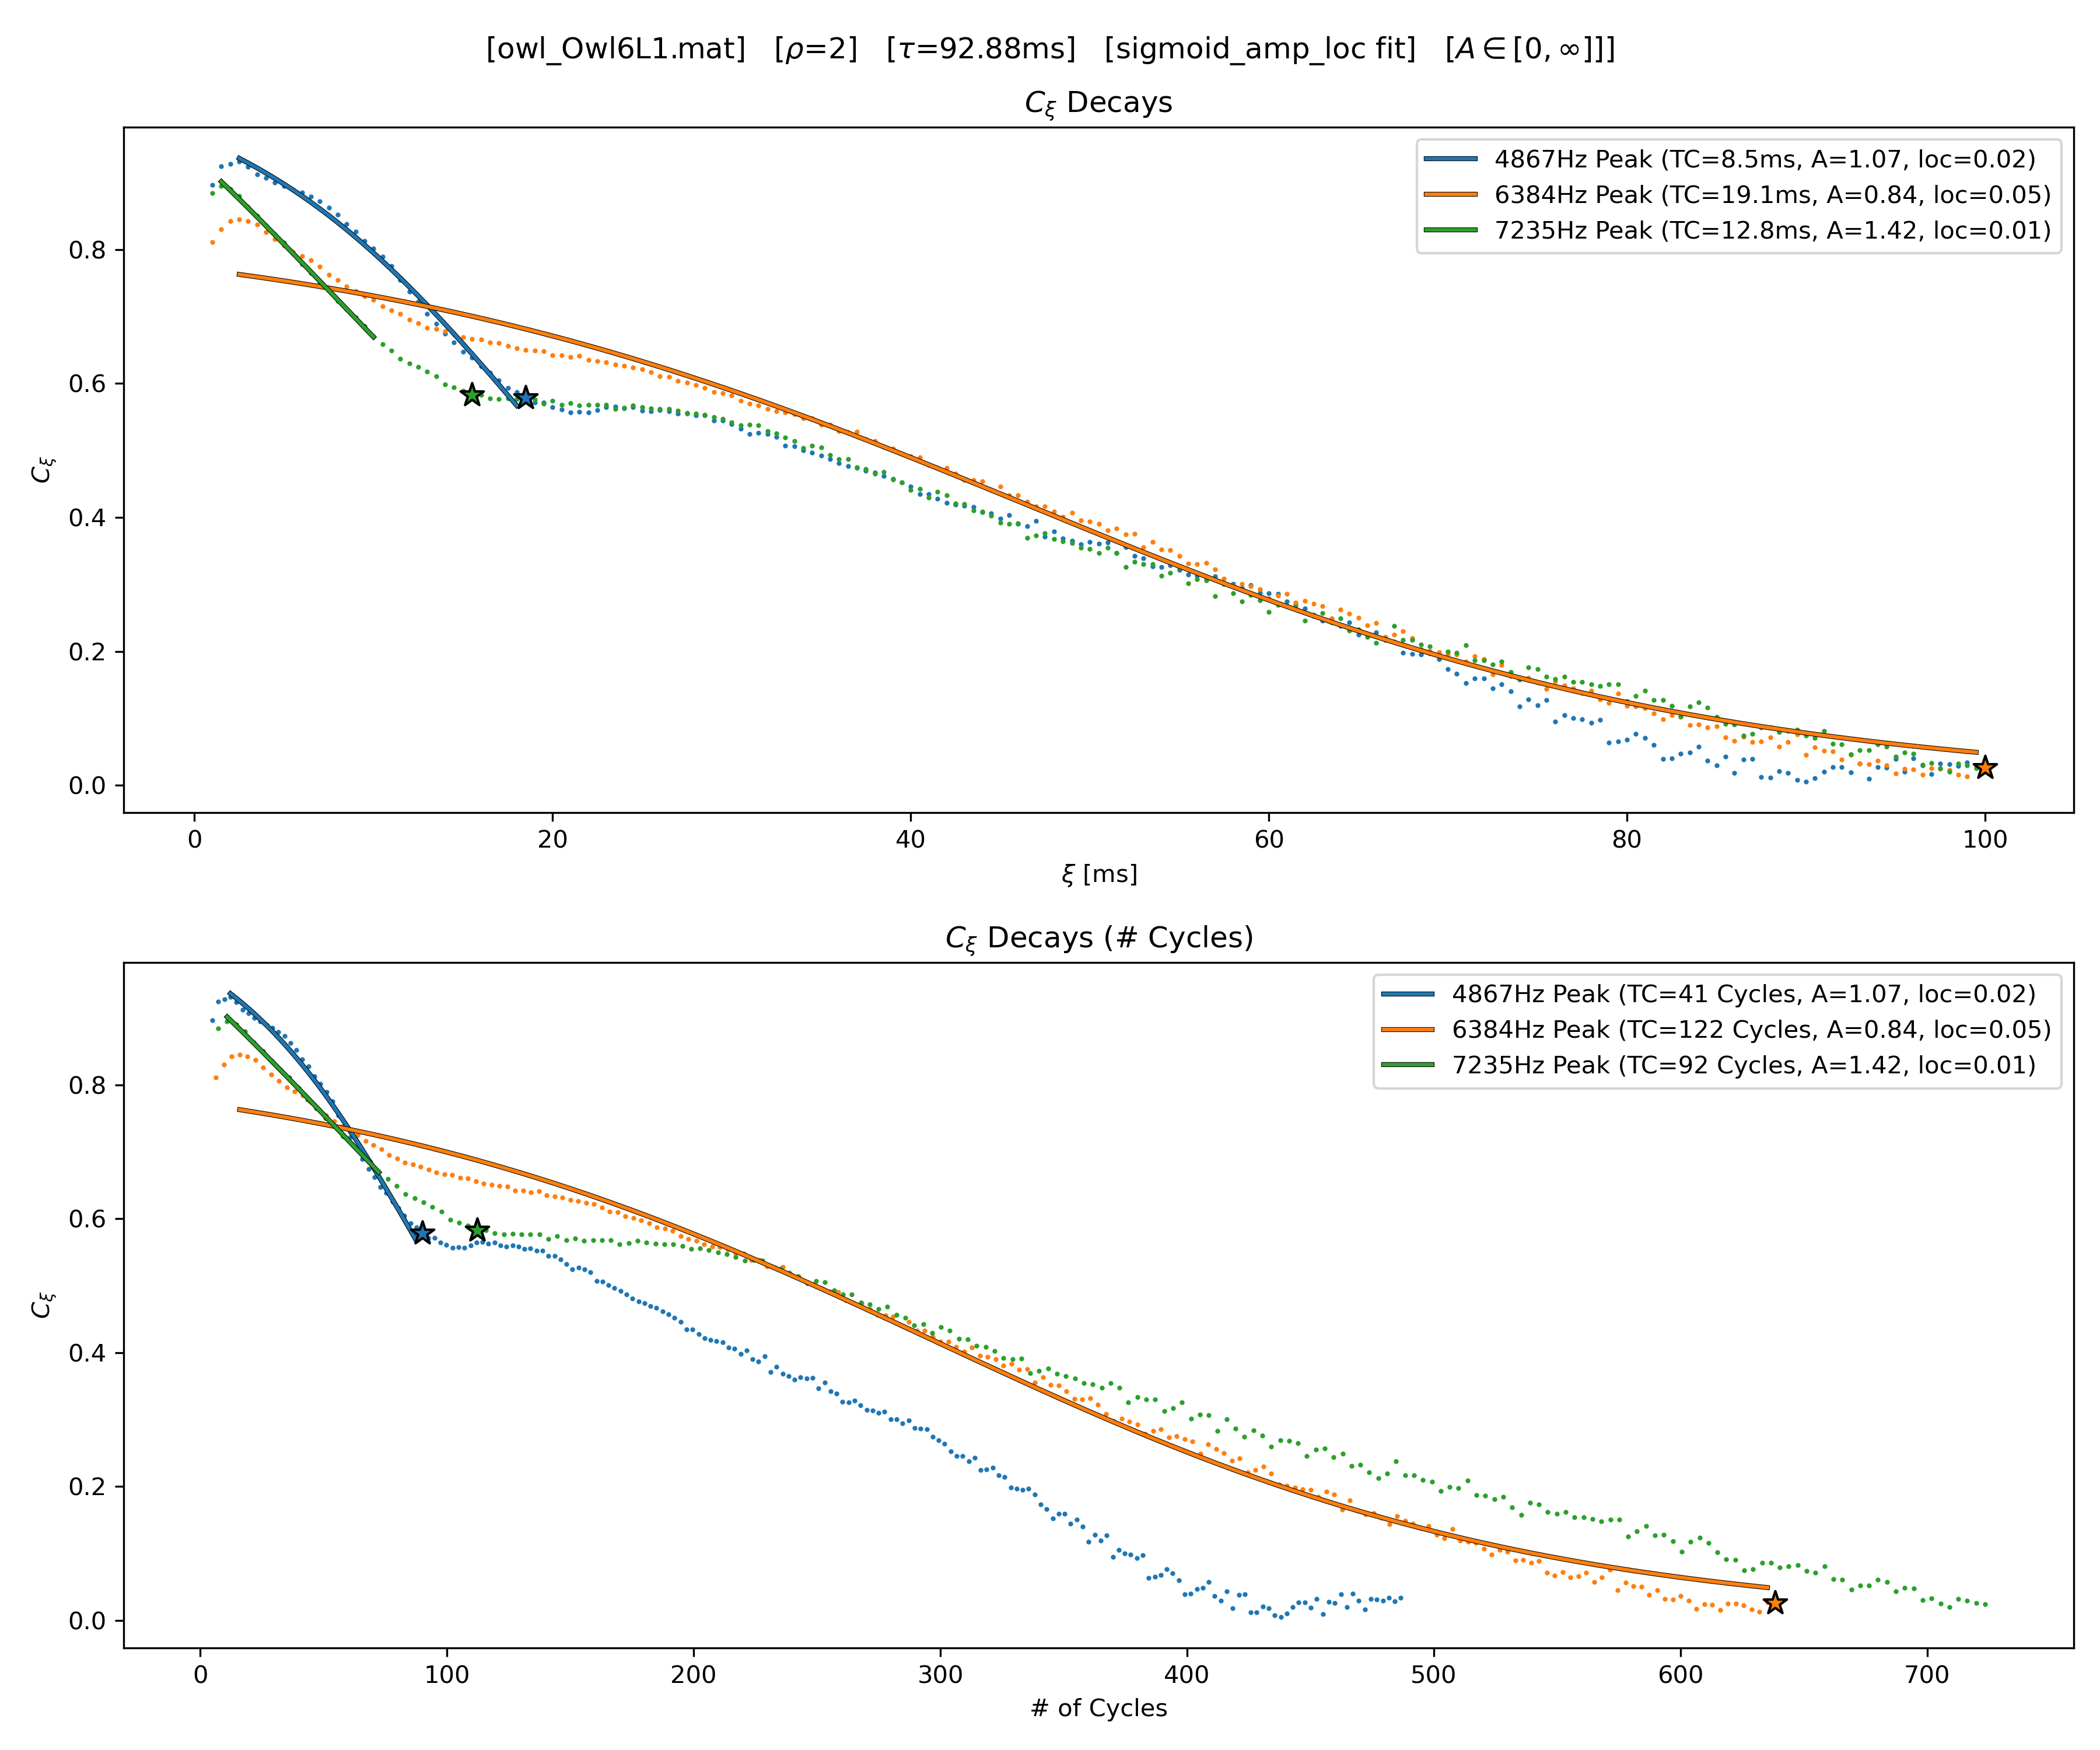 [owl_Owl6L1.mat] [ρ=2] [τ=92.88ms] [sigmoid_amp_loc fit] [A ∈ [0, ∞]]]
C_ξ Decays
4867Hz Peak (TC=8.5ms, A=1.07, loc=0.02)
6384Hz Peak (TC=19.1ms, A=0.84, loc=0.05)
7235Hz Peak (TC=12.8ms, A=1.42, loc=0.01)
0.8
0.6
0.4
0.2
0.0
C_ξ
0 20 40 60 80 100
ξ [ms]
C_ξ Decays (# Cycles)
4867Hz Peak (TC=41 Cycles, A=1.07, loc=0.02)
6384Hz Peak (TC=122 Cycles, A=0.84, loc=0.05)
7235Hz Peak (TC=92 Cycles, A=1.42, loc=0.01)
0.8
0.6
0.4
0.2
0.0
C_ξ
0 100 200 300 400 500 600 700
# of Cycles